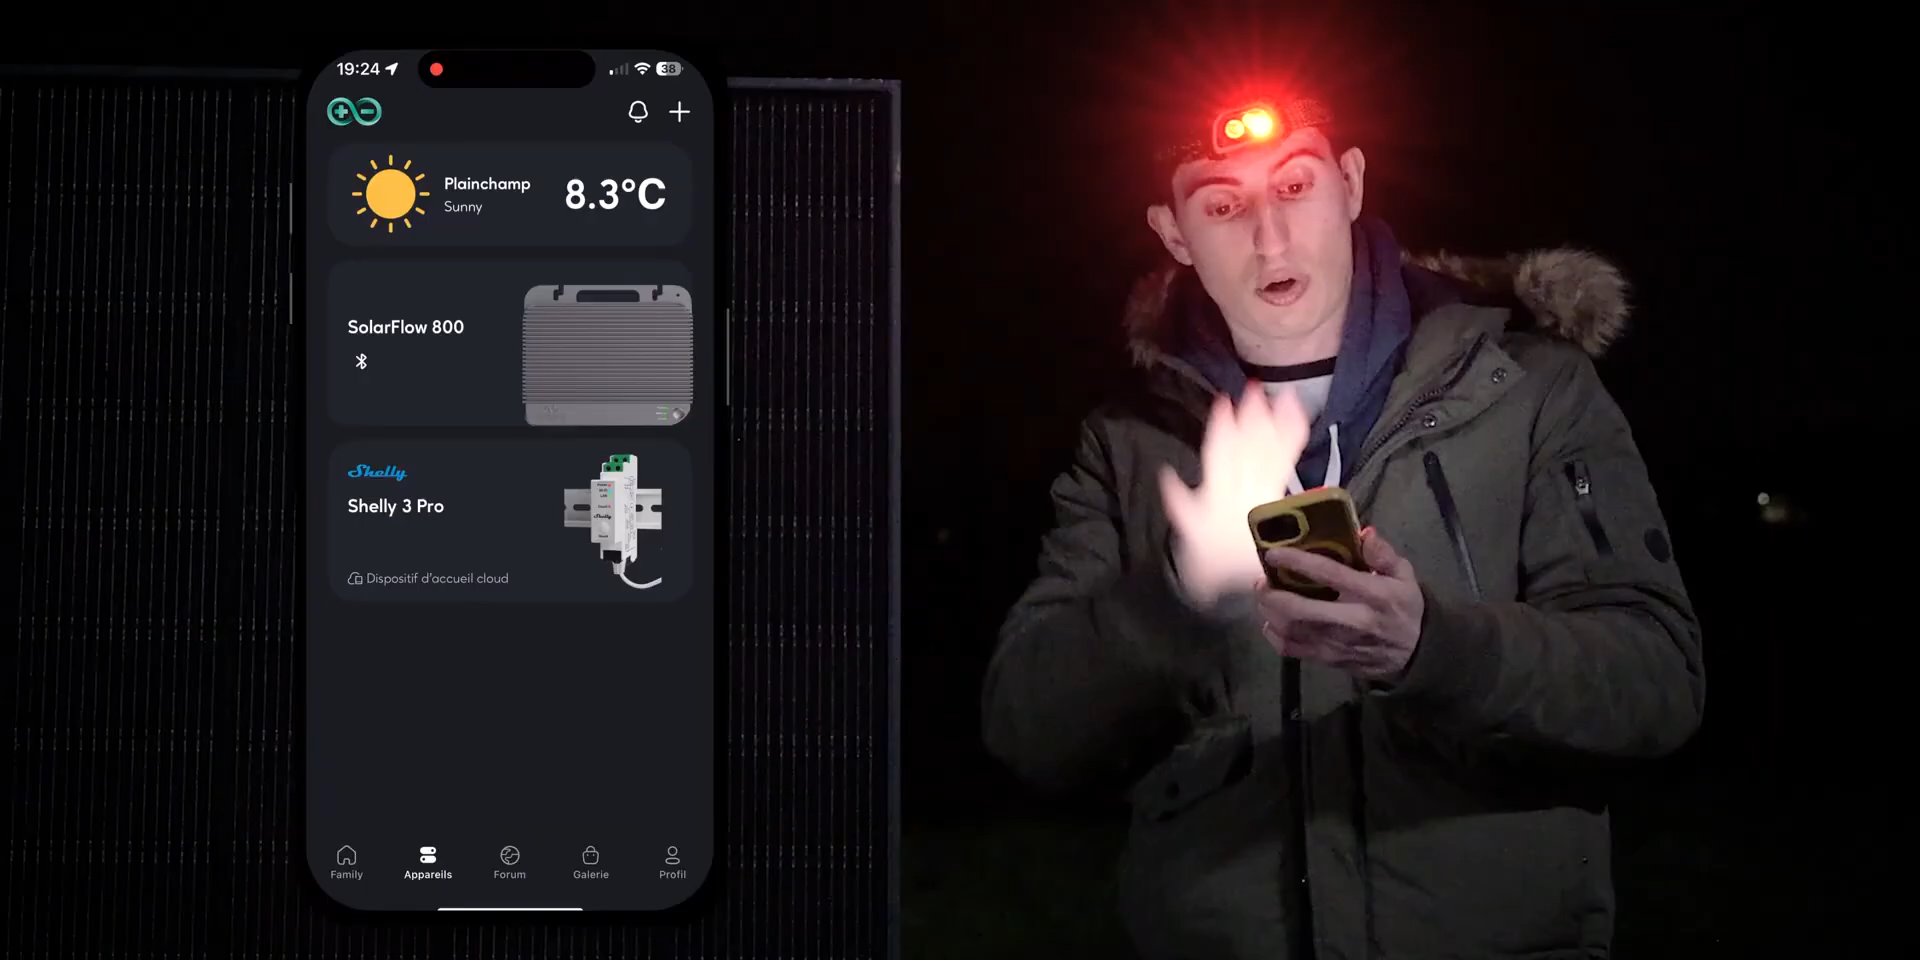 19:24
38
Plainchamp
Sunny
8.3°C
SolarFlow 800
Shelly
Shelly 3 Pro
Dispositif d'accueil cloud
Family
Appareils
Forum
Galerie
Profil